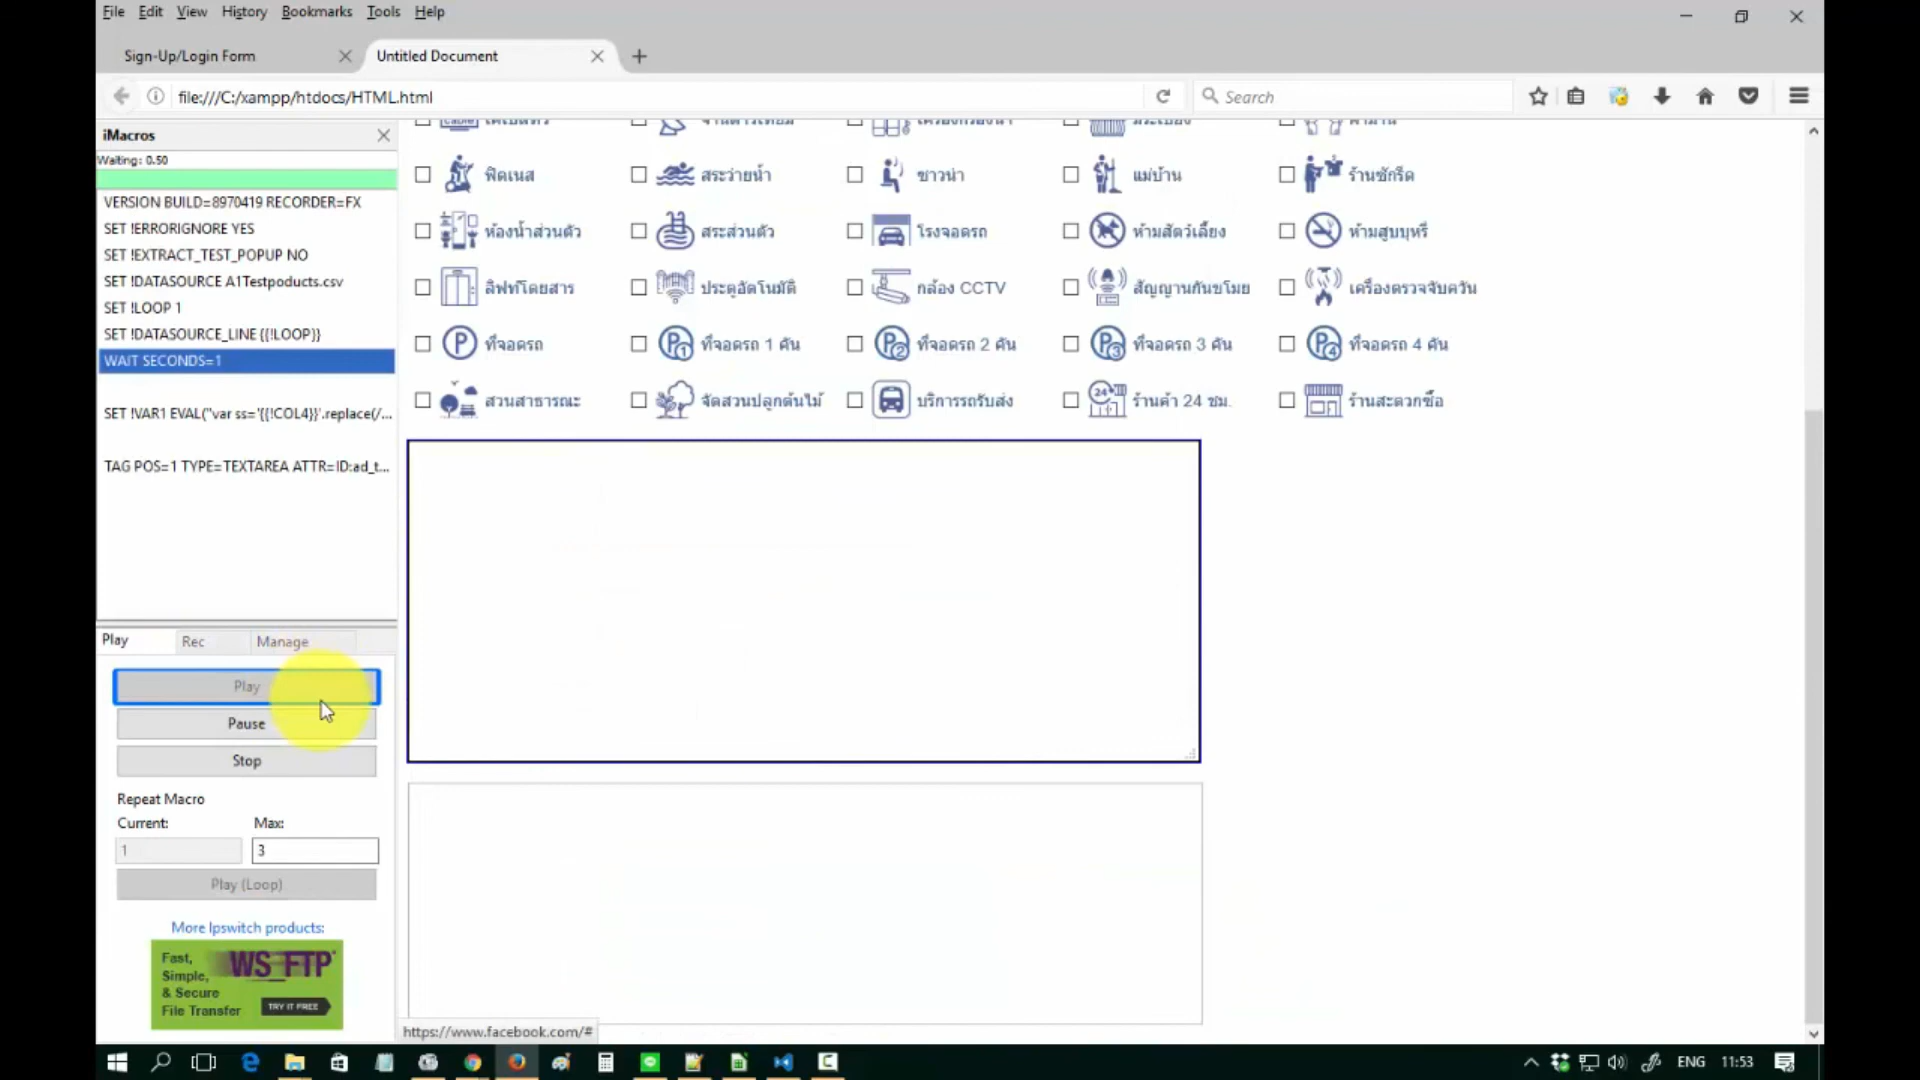 File Edit View History Bookmarks Tools Help
Sign-Up/Login Form
Untitled Document
file:///C:/xampp/htdocs/HTML.html
Search
iMacros
Waiting: 0.50
VERSION BUILD=8970419 RECORDER=FX
SET !ERRORIGNORE YES
SET !EXTRACT_TEST_POPUP NO
SET !DATASOURCE A1Testpoducts.csv
SET !LOOP 1
SET !DATASOURCE_LINE {{!LOOP}}
WAIT SECONDS=1
SET !VAR1 EVAL("var ss='{{!COL4}}'.replace(/...
TAG POS=1 TYPE=TEXTAREA ATTR=ID:ad_t...
ฟิตเนส สระว่ายน้ำ ซาวน่า แม่บ้าน ร้านซักรีด
ห้องน้ำส่วนตัว สระส่วนตัว โรงจอดรถ ห้ามสัตว์เลี้ยง ห้ามสูบบุหรี่
ลิฟท์โดยสาร ประตูอัตโนมัติ กล้อง CCTV สัญญานกันขโมย เครื่องตรวจจับควัน
P ที่จอดรถ P1 ที่จอดรถ 1 คัน P2 ที่จอดรถ 2 คัน P3 ที่จอดรถ 3 คัน P4 ที่จอดรถ 4 คัน
สวนสาธารณะ จัดสวนปลูกต้นไม้ บริการรถรับส่ง 24 ร้านค้า 24 ชม. ร้านสะดวกซื้อ
Play Rec Manage
Play
Pause
Stop
Repeat Macro
Current: Max:
1 3
Play (Loop)
More Ipswitch products:
Fast,
Simple,
& Secure
File Transfer
WS_FTP
TRY IT FREE
https://www.facebook.com/#
ENG 11:53